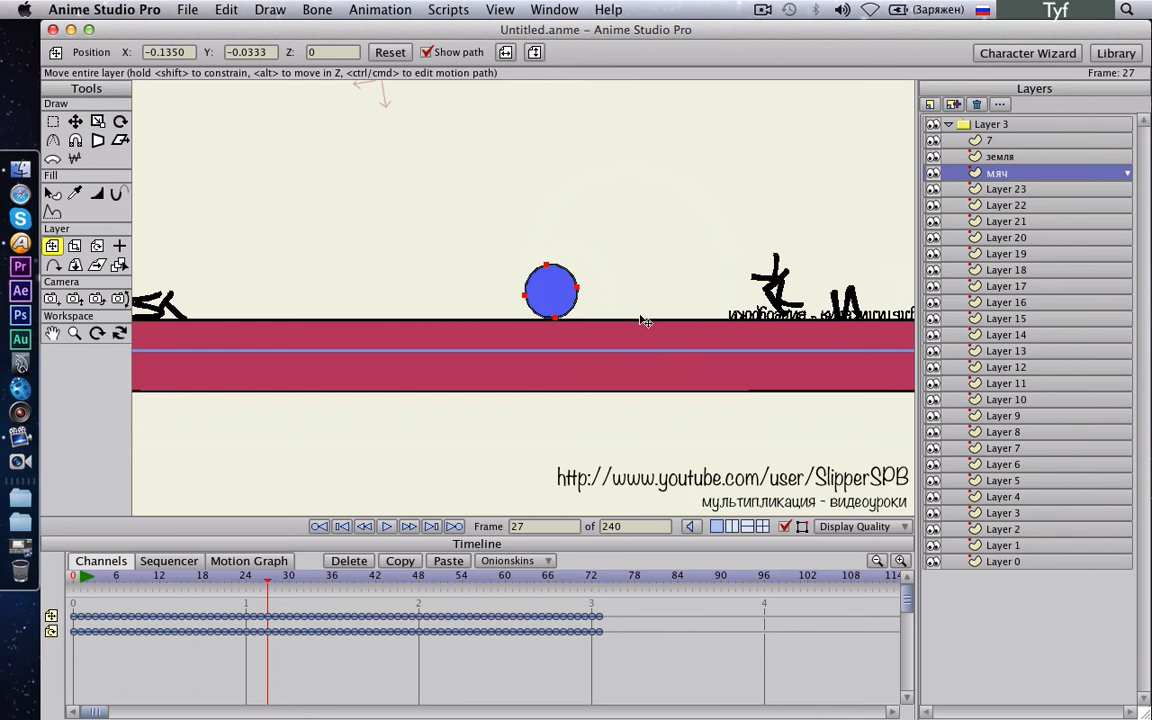 Anime Studio Pro File Edit Draw Bone Animation Scripts View Window Help (Заряжен) Tyf
Untitled.anme - Anime Studio Pro
Position X: -0.1350 Y: -0.0333 Z: 0 Reset Show path Character Wizard Library
Move entire layer (hold <shift> to constrain, <alt> to move in Z, <ctrl/cmd> to edit motion path) Frame: 27
Tools
Draw
Fill
Layer
Camera
Workspace
Layers
Layer 3
7
земля
мяч
Layer 23
Layer 22
Layer 21
Layer 20
Layer 19
Layer 18
Layer 17
Layer 16
Layer 15
Layer 14
Layer 13
Layer 12
Layer 11
Layer 10
Layer 9
Layer 8
Layer 7
Layer 6
Layer 5
Layer 4
Layer 3
Layer 2
Layer 1
Layer 0
http://www.youtube.com/user/SlipperSPB
мультипликация - видеоуроки
Frame 27 of 240 Display Quality
Timeline
Channels Sequencer Motion Graph Delete Copy Paste Onionskins
0 6 12 18 24 30 36 42 48 54 60 66 72 78 84 90 96 102 108 114
0 1 2 3 4